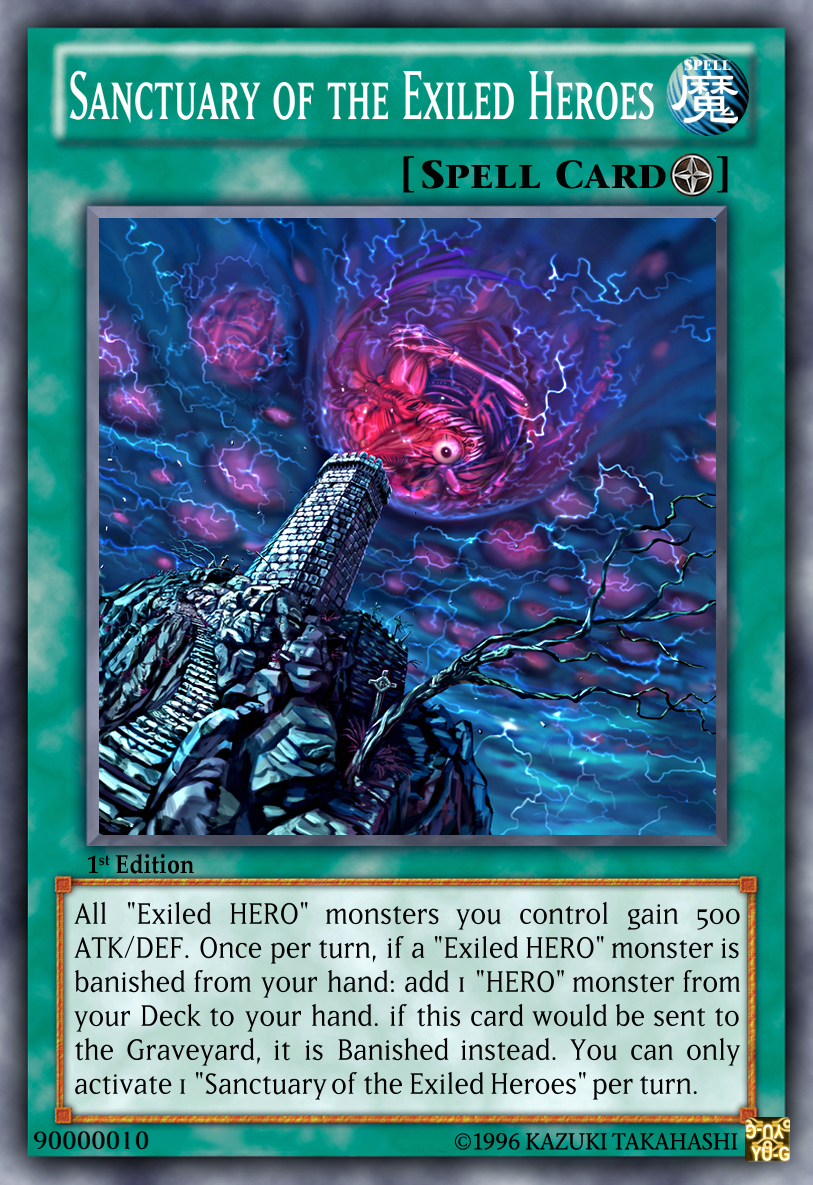 Sanctuary of the Exiled Heroes
SPELL
魔
[Spell Card]
1st Edition
All "Exiled HERO" monsters you control gain 500
ATK/DEF. Once per turn, if a "Exiled HERO" monster is
banished from your hand: add 1 "HERO" monster from
your Deck to your hand. if this card would be sent to
the Graveyard, it is Banished instead. You can only
activate 1 "Sanctuary of the Exiled Heroes" per turn.
90000010
©1996 KAZUKI TAKAHASHI